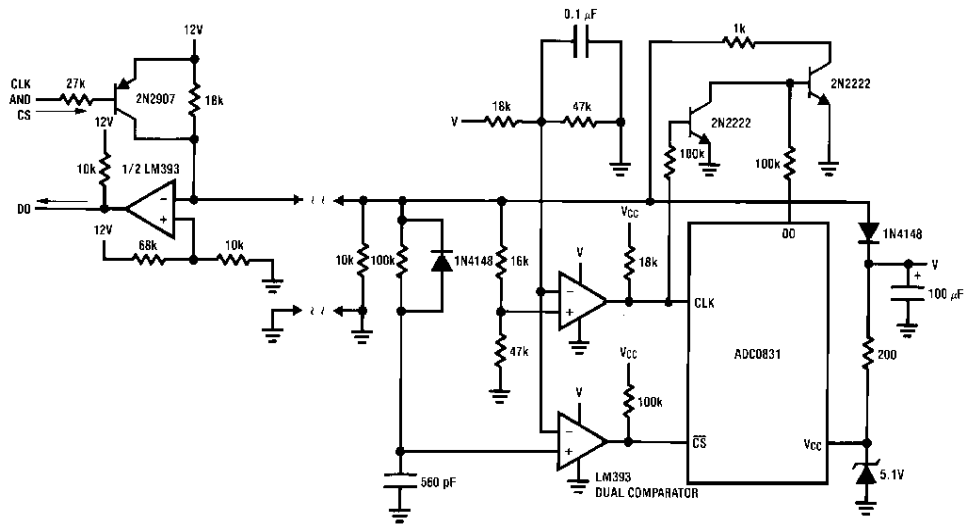 12V
CLK
AND
CS
27k
2N2907
18k
12V
10k
1/2 LM393
−
+
DO
12V
68k
10k
0.1 µF
V
18k
47k
1k
2N2222
2N2222
100k
100k
10k
100k
1N4148
16k
47k
560 pF
V
−
+
VCC
18k
V
−
+
VCC
100k
LM393
DUAL COMPARATOR
DO
CLK
ADC0831
CS
VCC
1N4148
V
+
100 µF
200
5.1V